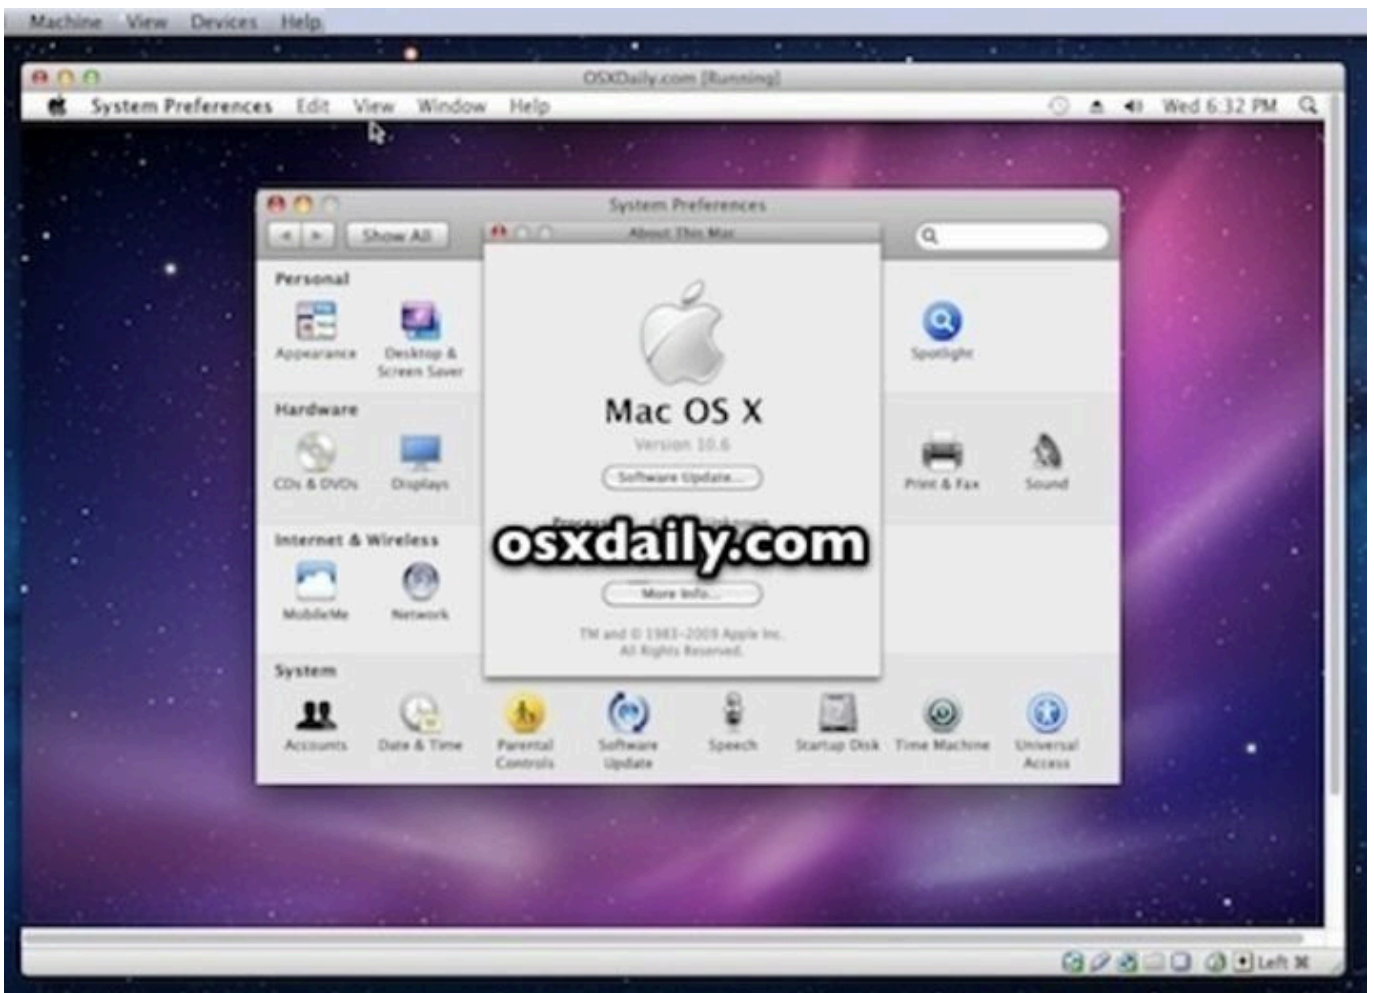 Machine View Devices Help
OSXDaily.com [Running]
System Preferences Edit View Window Help Wed 6:32 PM
System Preferences
Show All
About This Mac
Personal
Appearance
Desktop &
Screen Saver
Spotlight
Mac OS X
Version 10.6
Software Update...
More Info...
TM and © 1983-2009 Apple Inc.
All Rights Reserved.
osxdaily.com
Hardware
CDs & DVDs
Displays
Print & Fax
Sound
Internet & Wireless
MobileMe
Network
System
Accounts
Date & Time
Parental
Controls
Software
Update
Speech
Startup Disk
Time Machine
Universal
Access
Left ⌘